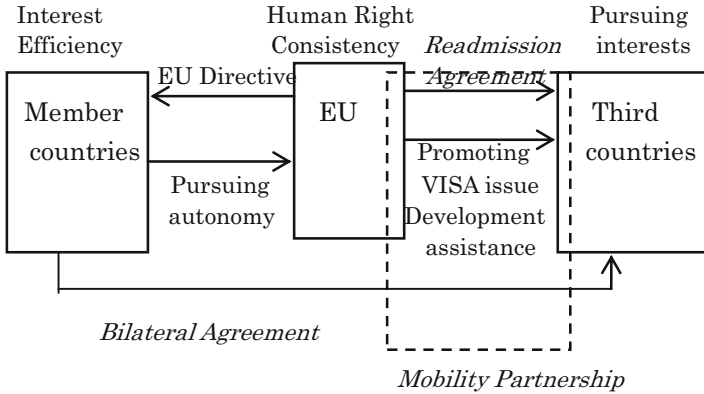 Interest
Efficiency
Human Right
Consistency
Readmission
Agreement
Pursuing
interests
EU Directive
Member
countries
EU
Third
countries
Pursuing
autonomy
Promoting
VISA issue
Development
assistance
Bilateral Agreement
Mobility Partnership